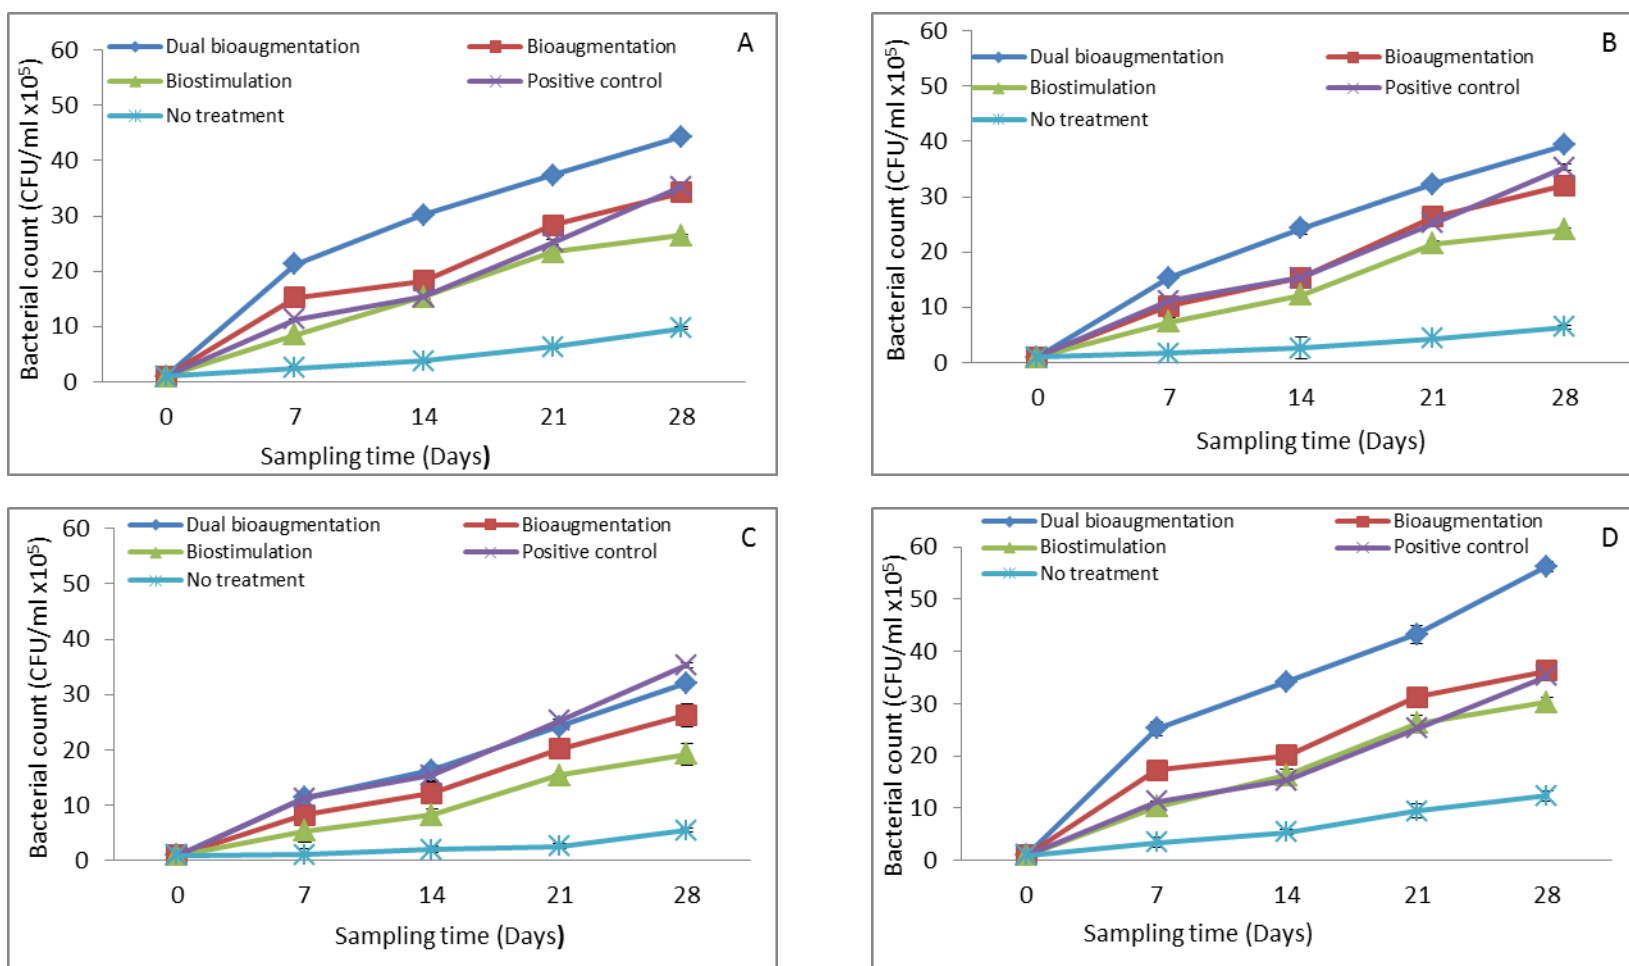 A
Dual bioaugmentation
Bioaugmentation
Biostimulation
Positive control
No treatment
Bacterial count (CFU/ml x10⁵)
60
50
40
30
20
10
0
0 7 14 21 28
Sampling time (Days)
B
Dual bioaugmentation
Bioaugmentation
Biostimulation
Positive control
No treatment
Bacterial count (CFU/ml x10⁵)
60
50
40
30
20
10
0
0 7 14 21 28
Sampling time (Days)
C
Dual bioaugmentation
Bioaugmentation
Biostimulation
Positive control
No treatment
Bacterial count (CFU/ml x10⁵)
60
50
40
30
20
10
0
0 7 14 21 28
Sampling time (Days)
D
Dual bioaugmentation
Bioaugmentation
Biostimulation
Positive control
No treatment
Bacterial count (CFU/ml x10⁵)
60
50
40
30
20
10
0
0 7 14 21 28
Sampling time (Days)